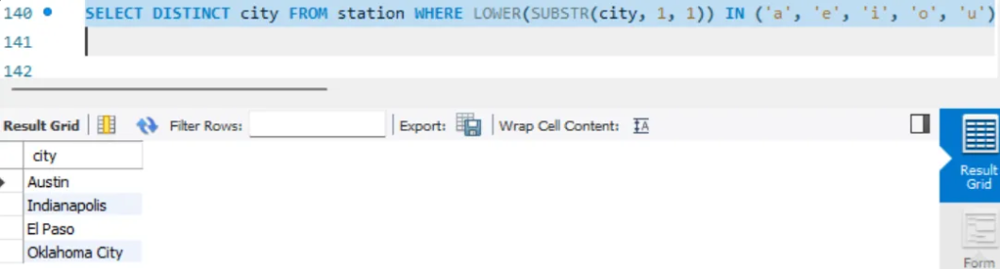 140 SELECT DISTINCT city FROM station WHERE LOWER(SUBSTR(city, 1, 1)) IN ('a', 'e', 'i', 'o', 'u')
141
142
Result Grid Filter Rows: Export: Wrap Cell Content: IA
city
Austin
Indianapolis
El Paso
Oklahoma City
Result
Grid
Form